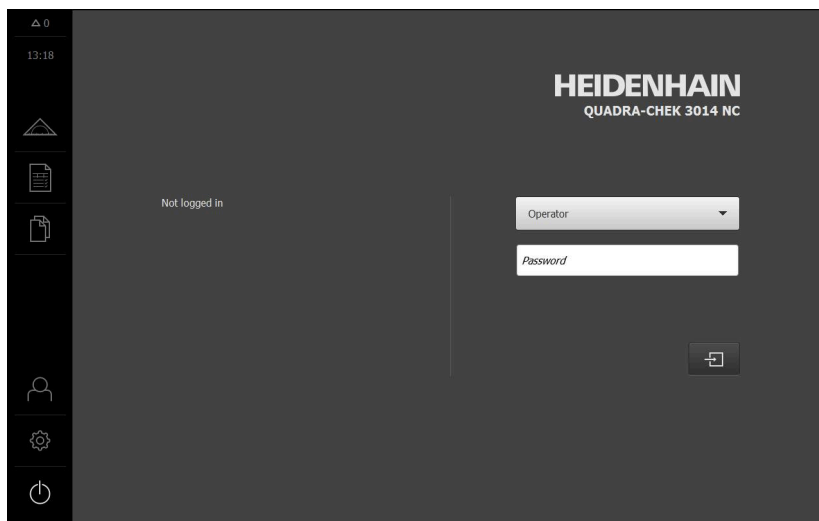 0
13:18
HEIDENHAIN
QUADRA-CHEK 3014 NC
Not logged in
Operator
Password